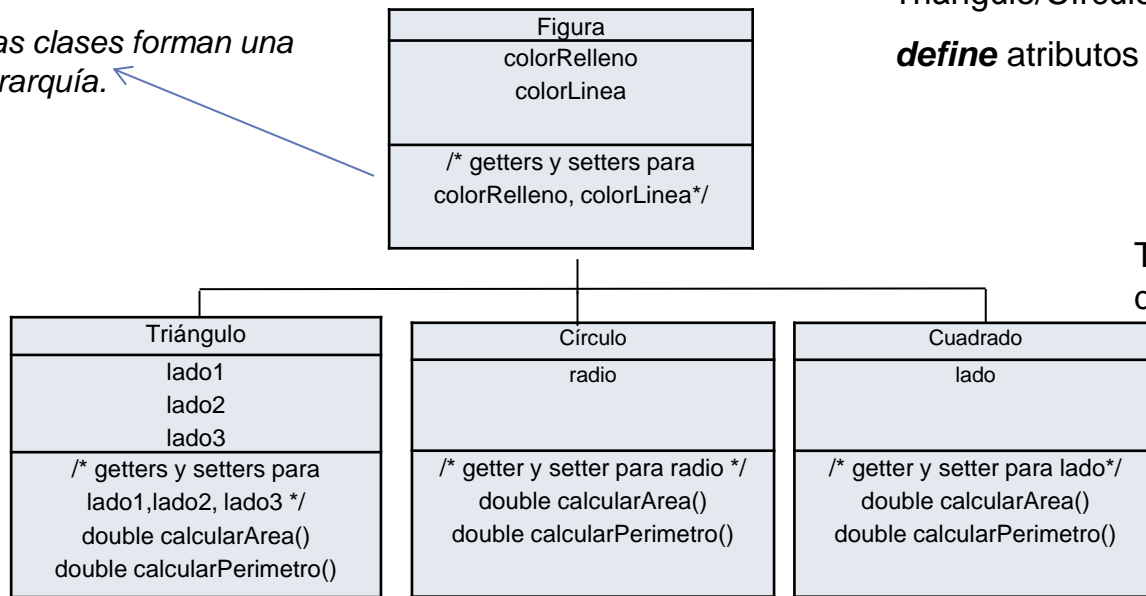 as clases forman una
rarquía.
Triángulo/Círculo
define atributos
Figura
colorRelleno
colorLinea
/* getters y setters para
colorRelleno, colorLinea*/
Triángulo
lado1
lado2
lado3
/* getters y setters para
lado1,lado2, lado3 */
double calcularArea()
double calcularPerimetro()
Círculo
radio
/* getter y setter para radio */
double calcularArea()
double calcularPerimetro()
Cuadrado
lado
/* getter y setter para lado*/
double calcularArea()
double calcularPerimetro()